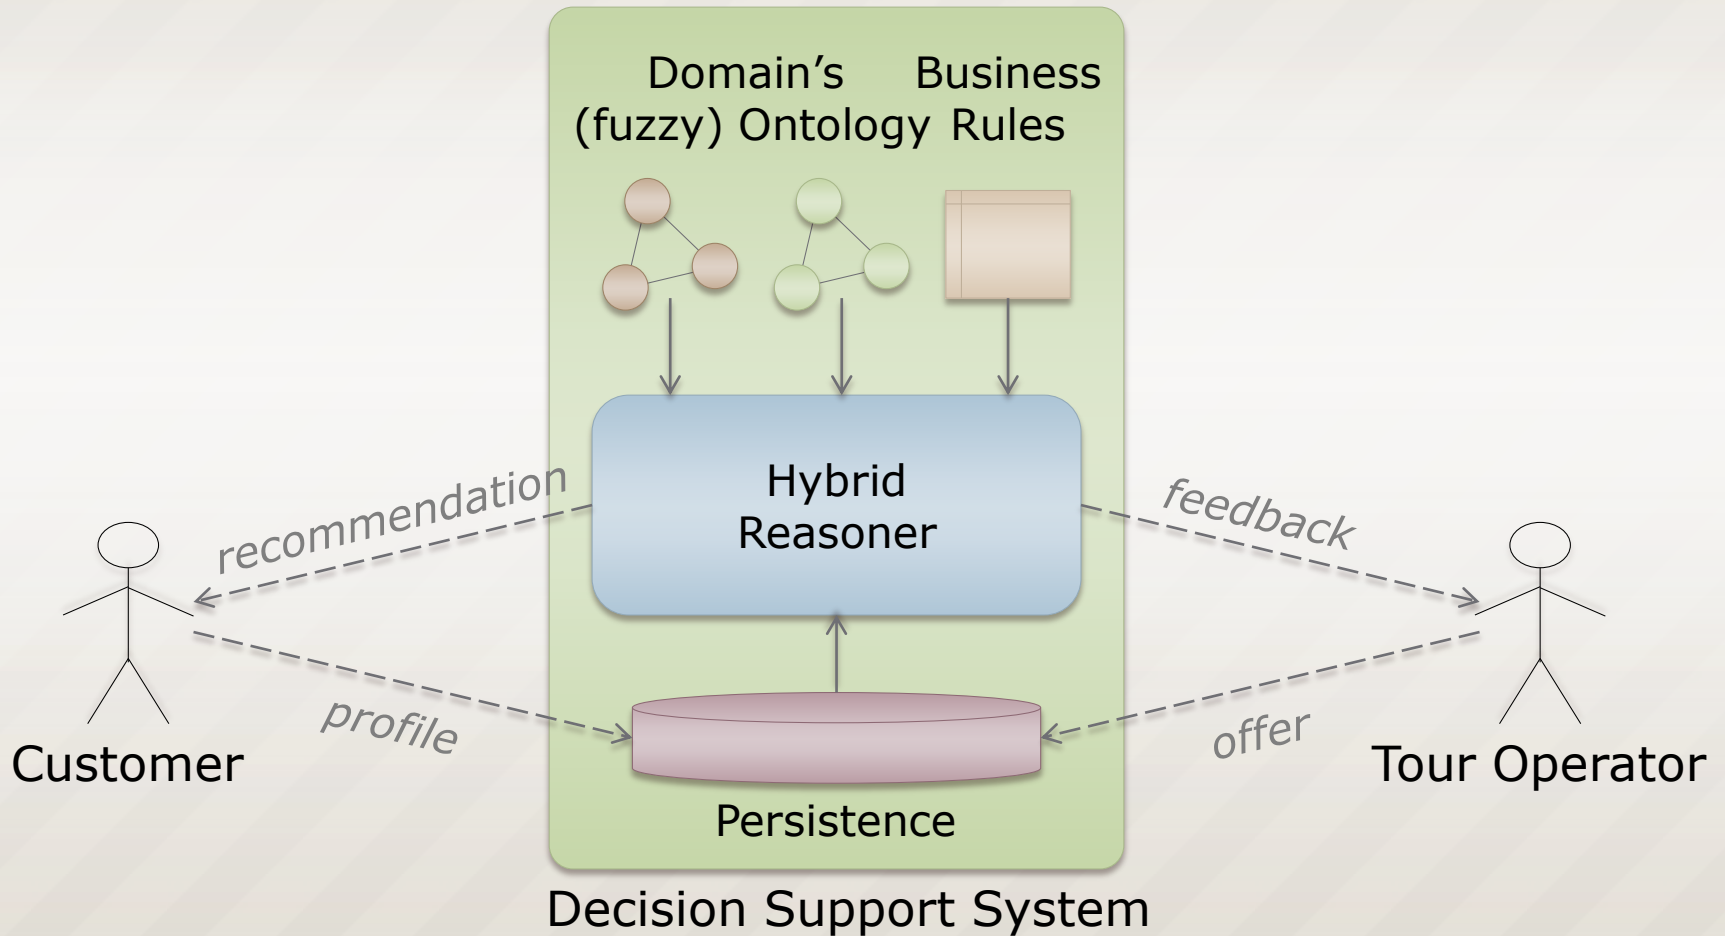 Domain’s Business
(fuzzy) Ontology Rules
Hybrid
Reasoner
recommendation
feedback
profile
offer
Customer
Tour Operator
Persistence
Decision Support System